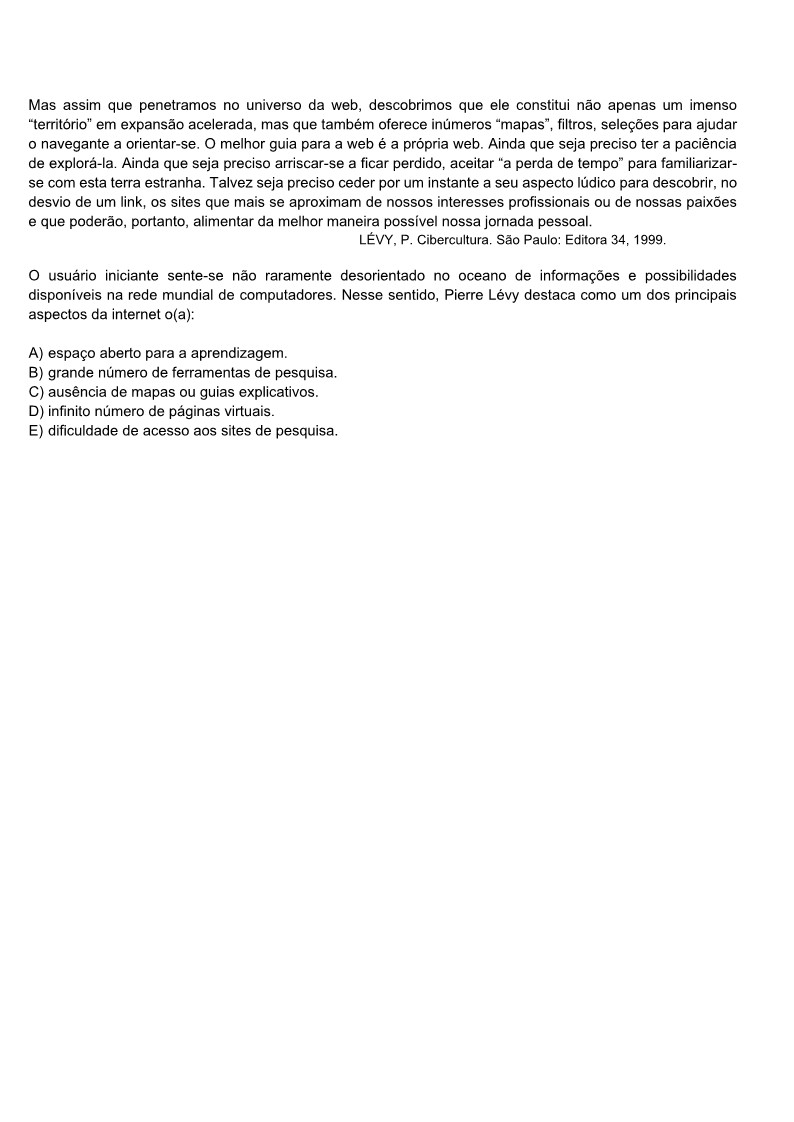 Mas assim que penetramos no universo da web, descobrimos que ele constitui não apenas um imenso
“território” em expansão acelerada, mas que também oferece inúmeros “mapas”, filtros, seleções para ajudar
o navegante a orientar-se. O melhor guia para a web é a própria web. Ainda que seja preciso ter a paciência
de explorá-la. Ainda que seja preciso arriscar-se a ficar perdido, aceitar “a perda de tempo” para familiarizar-
se com esta terra estranha. Talvez seja preciso ceder por um instante a seu aspecto lúdico para descobrir, no
desvio de um link, os sites que mais se aproximam de nossos interesses profissionais ou de nossas paixões
e que poderão, portanto, alimentar da melhor maneira possível nossa jornada pessoal.
LÉVY, P. Cibercultura. São Paulo: Editora 34, 1999.
O usuário iniciante sente-se não raramente desorientado no oceano de informações e possibilidades
disponíveis na rede mundial de computadores. Nesse sentido, Pierre Lévy destaca como um dos principais
aspectos da internet o(a):
A) espaço aberto para a aprendizagem.
B) grande número de ferramentas de pesquisa.
C) ausência de mapas ou guias explicativos.
D) infinito número de páginas virtuais.
E) dificuldade de acesso aos sites de pesquisa.